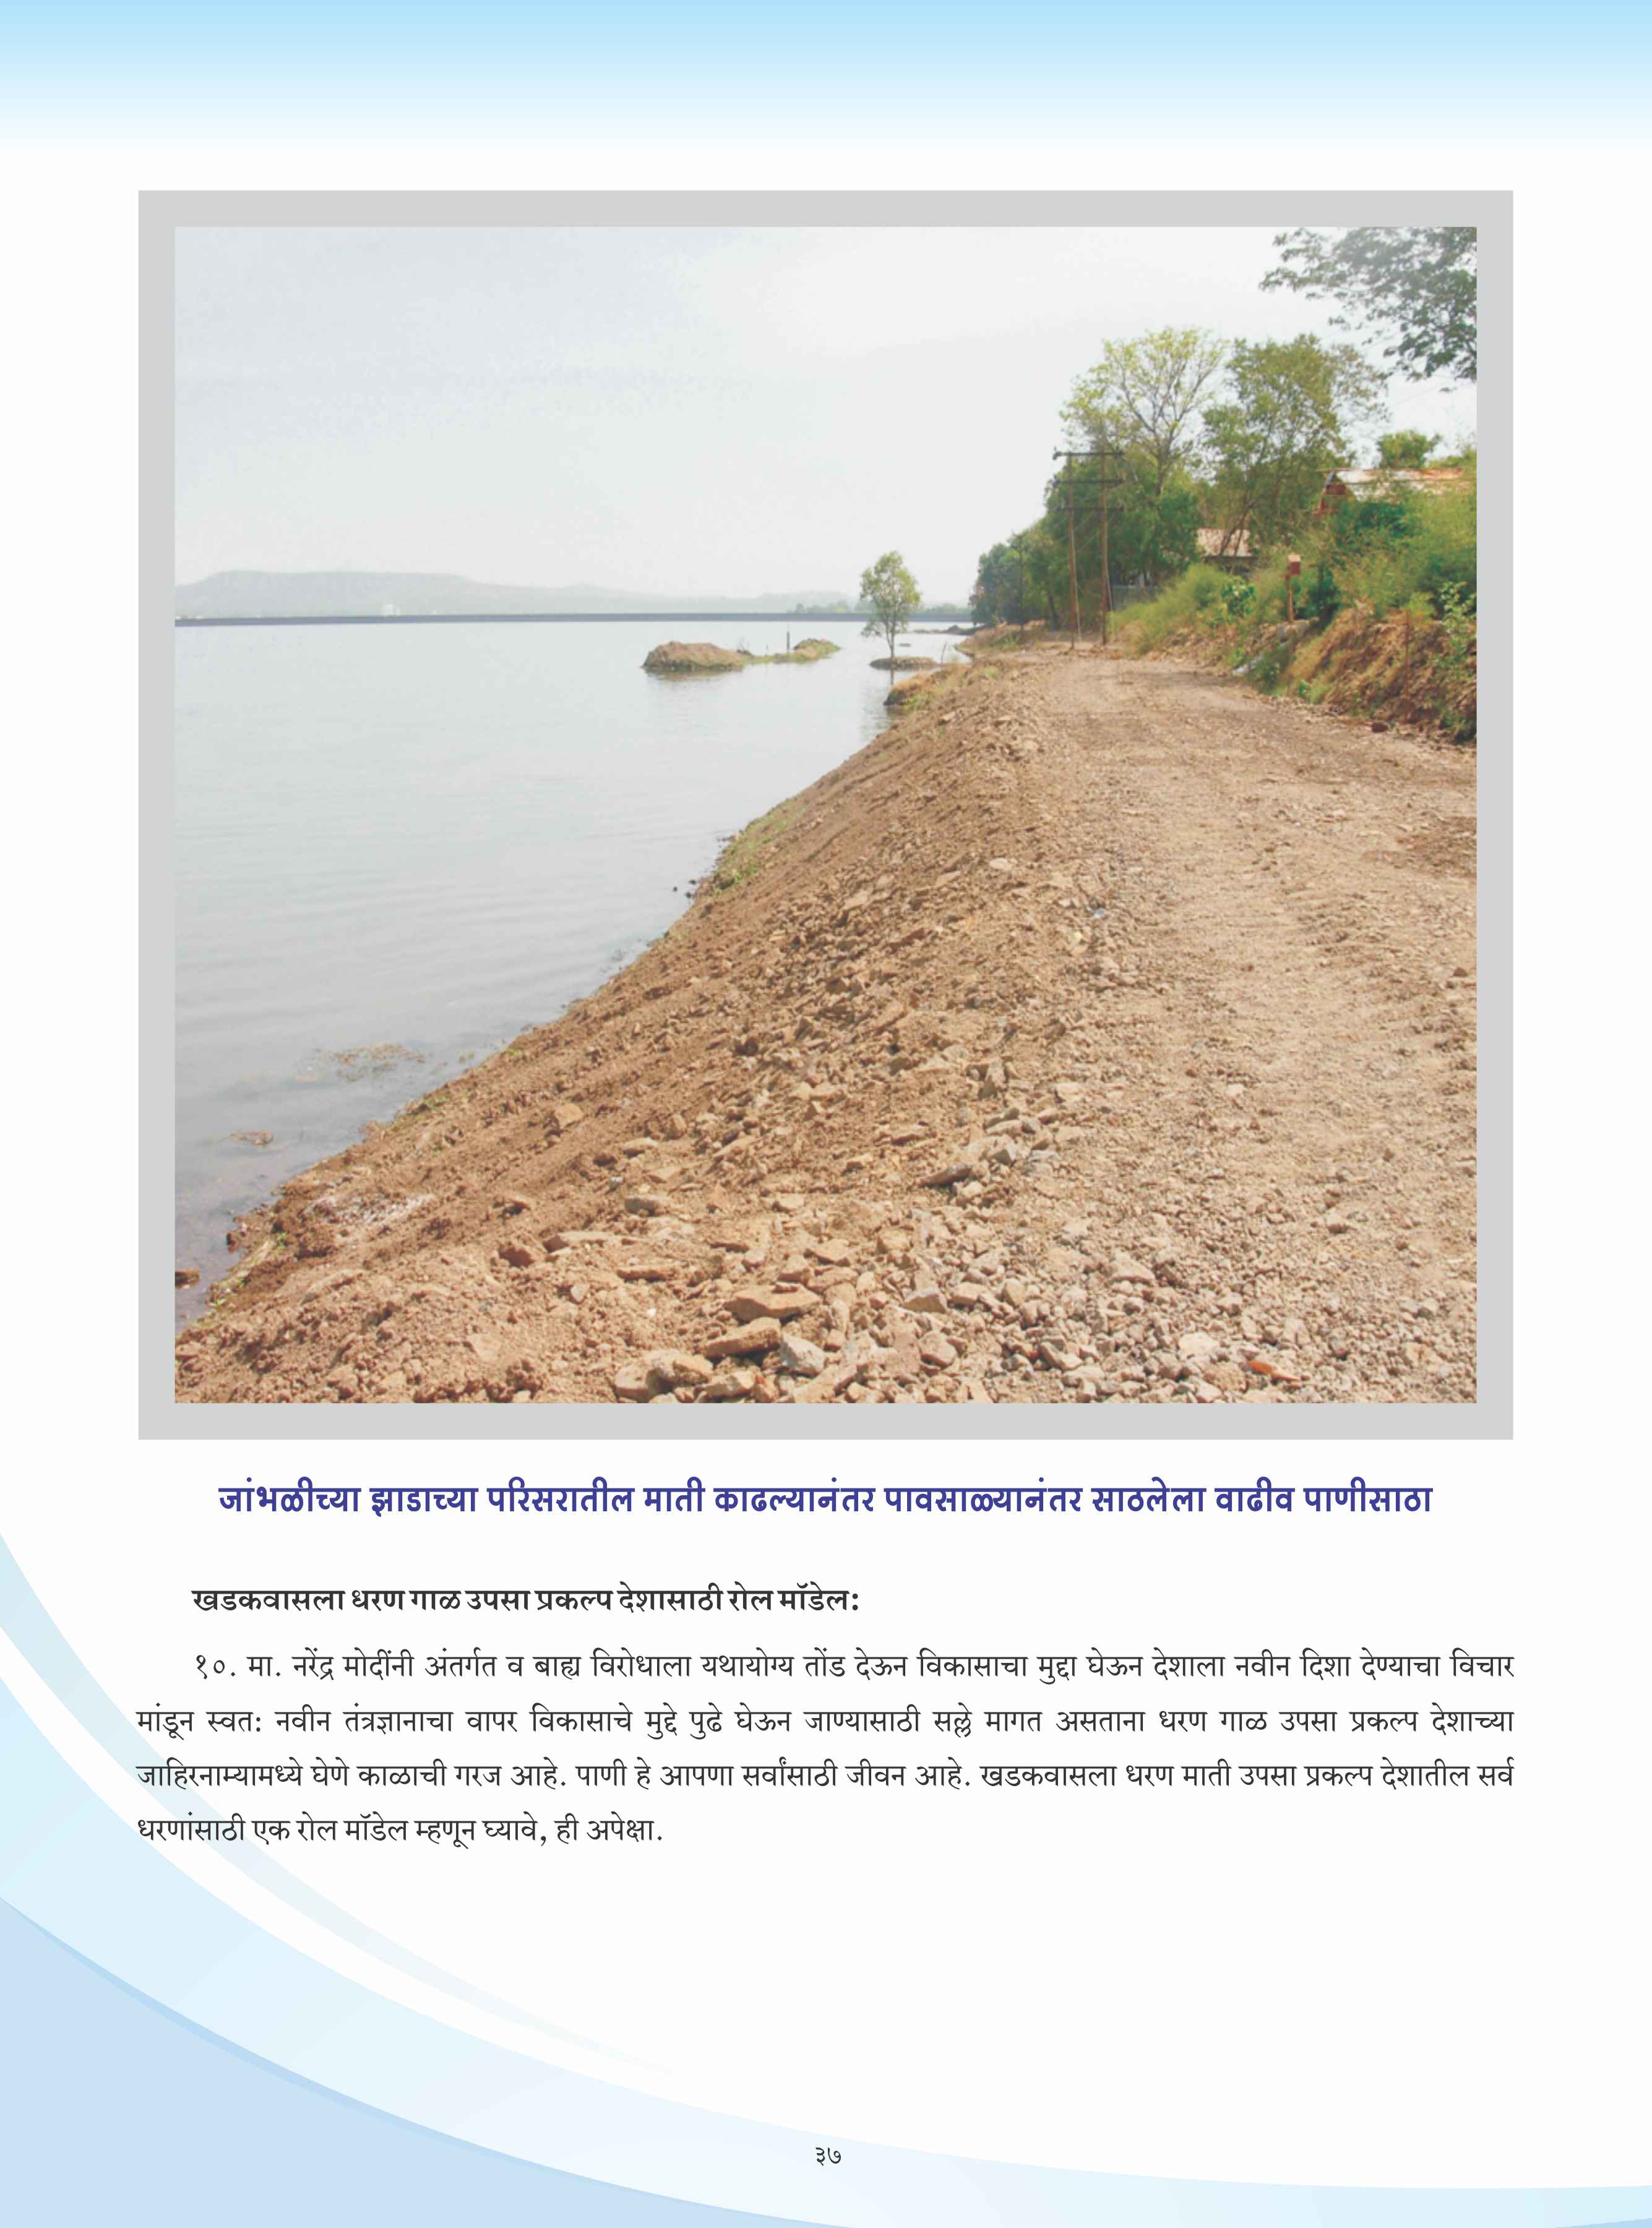 जांभळीच्या झाडाच्या परिसरातील माती काढल्यानंतर पावसाळ्यानंतर साठलेला वाढीव पाणीसाठा
खडकवासला धरण गाळ उपसा प्रकल्प देशासाठी रोल मॉडेल:
१०. मा. नरेंद्र मोदींनी अंतर्गत व बाह्य विरोधाला यथायोग्य तोंड देऊन विकासाचा मुद्दा घेऊन देशाला नवीन दिशा देण्याचा विचार
मांडून स्वत: नवीन तंत्रज्ञानाचा वापर विकासाचे मुद्दे पुढे घेऊन जाण्यासाठी सल्ले मागत असताना धरण गाळ उपसा प्रकल्प देशाच्या
जाहिरनाम्यामध्ये घेणे काळाची गरज आहे. पाणी हे आपणा सर्वांसाठी जीवन आहे. खडकवासला धरण माती उपसा प्रकल्प देशातील सर्व
धरणांसाठी एक रोल मॉडेल म्हणून घ्यावे, ही अपेक्षा.
३७